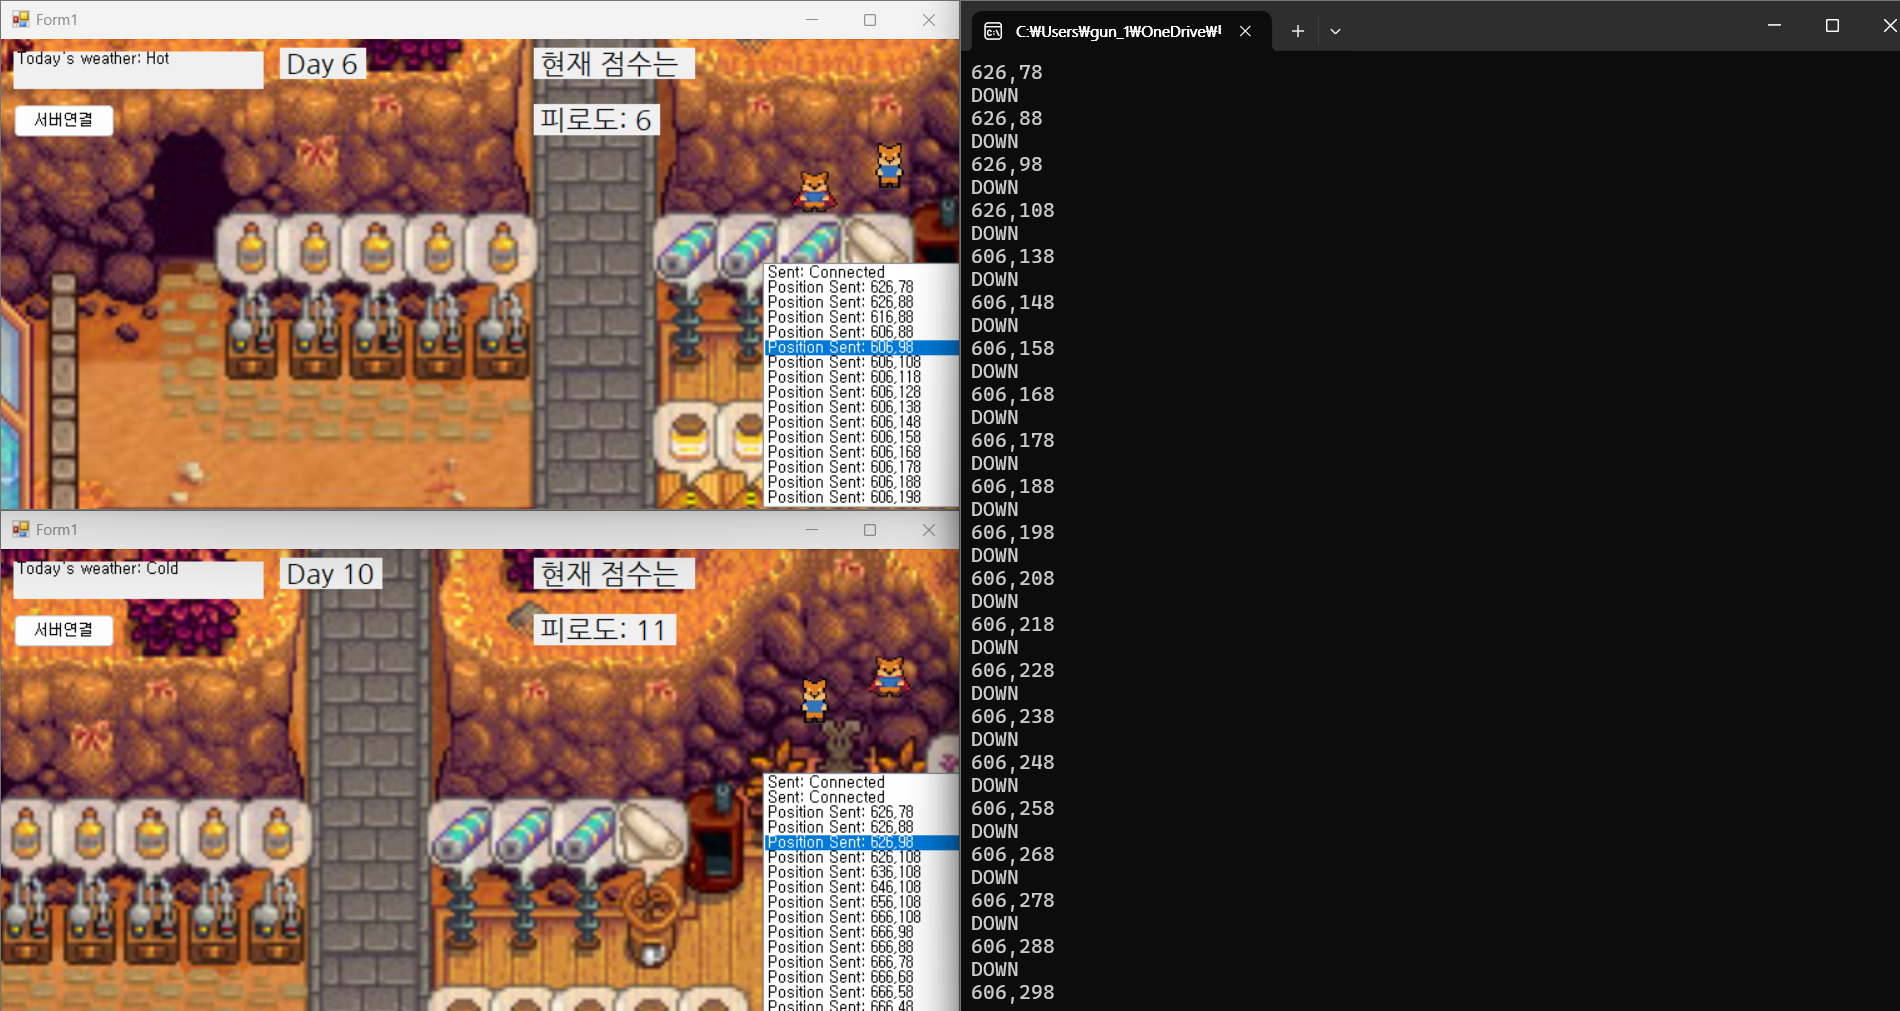 Form1
Today's weather: Hot
Day 6
현재 점수는
서버연결
피로도: 6
Sent: Connected
Position Sent: 626,78
Position Sent: 626,88
Position Sent: 616,88
Position Sent: 606,88
Position Sent: 606,98
Position Sent: 606,108
Position Sent: 606,118
Position Sent: 606,128
Position Sent: 606,138
Position Sent: 606,148
Position Sent: 606,158
Position Sent: 606,168
Position Sent: 606,178
Position Sent: 606,188
Position Sent: 606,198
Form1
Today's weather: Cold
Day 10
현재 점수는
서버연결
피로도: 11
Sent: Connected
Sent: Connected
Position Sent: 626,78
Position Sent: 626,88
Position Sent: 626,98
Position Sent: 626,108
Position Sent: 636,108
Position Sent: 646,108
Position Sent: 656,108
Position Sent: 666,108
Position Sent: 666,98
Position Sent: 666,88
Position Sent: 666,78
Position Sent: 666,68
Position Sent: 666,58
Position Sent: 666,48
C:₩Users₩gun_1₩OneDrive₩
626,78
DOWN
626,88
DOWN
626,98
DOWN
626,108
DOWN
606,138
DOWN
606,148
DOWN
606,158
DOWN
606,168
DOWN
606,178
DOWN
606,188
DOWN
606,198
DOWN
606,208
DOWN
606,218
DOWN
606,228
DOWN
606,238
DOWN
606,248
DOWN
606,258
DOWN
606,268
DOWN
606,278
DOWN
606,288
DOWN
606,298